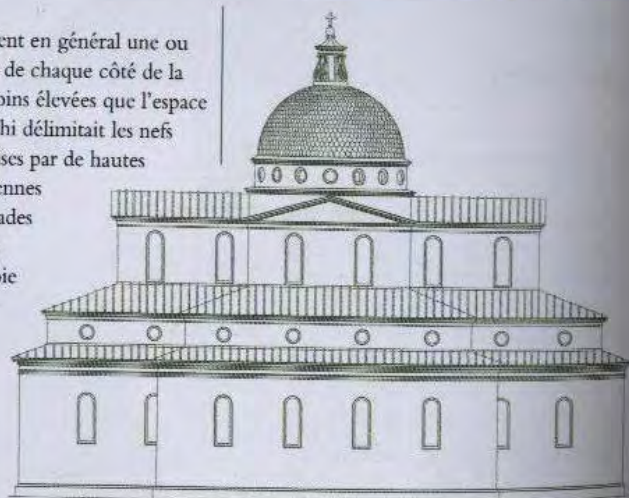 ent en général une ou
de chaque côté de la
oins élevées que l'espace
hi délimitait les nefs
ses par de hautes
ennes
ades
ie